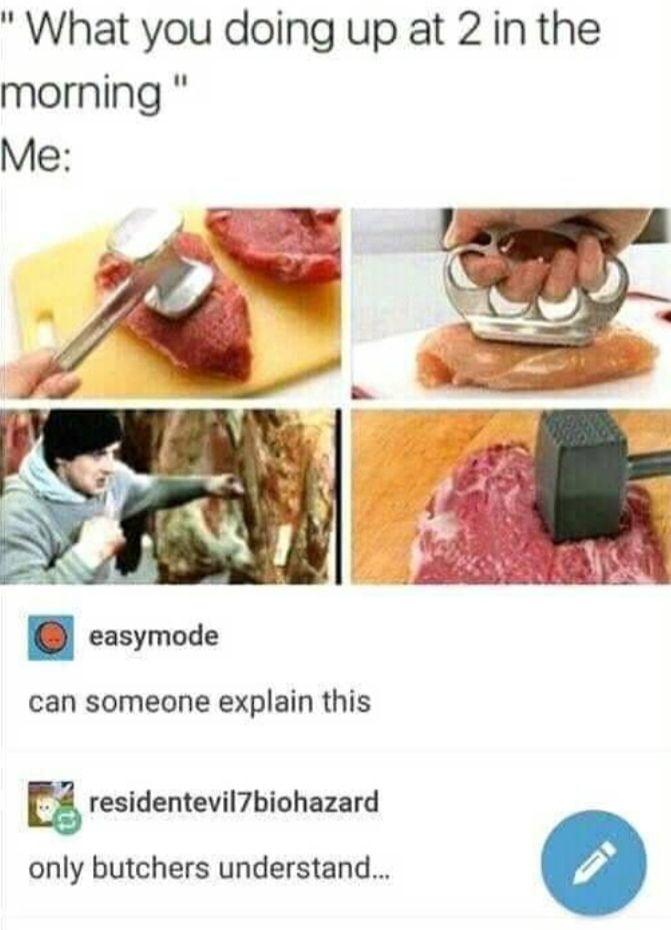 " What you doing up at 2 in the
morning "
Me:
easymode
can someone explain this
residentevil7biohazard
only butchers understand...